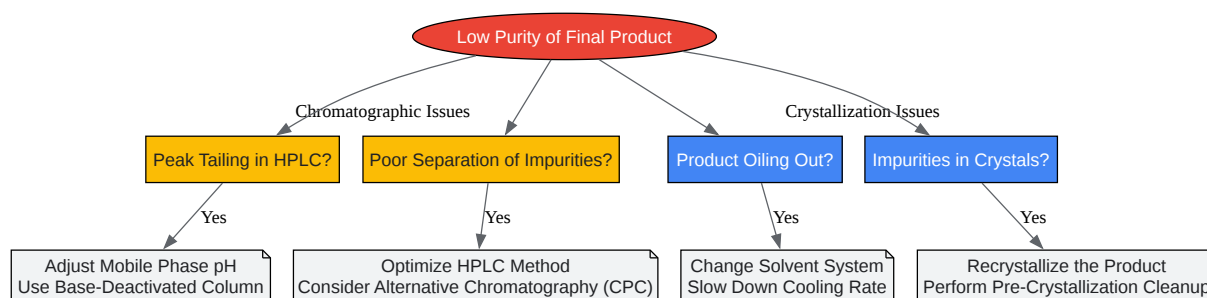 Low Purity of Final Product
Chromatographic Issues
Crystallization Issues
Peak Tailing in HPLC?
Poor Separation of Impurities?
Product Oiling Out?
Impurities in Crystals?
Yes
Yes
Yes
Yes
Adjust Mobile Phase pH
Use Base-Deactivated Column
Optimize HPLC Method
Consider Alternative Chromatography (CPC)
Change Solvent System
Slow Down Cooling Rate
Recrystallize the Product
Perform Pre-Crystallization Cleanup